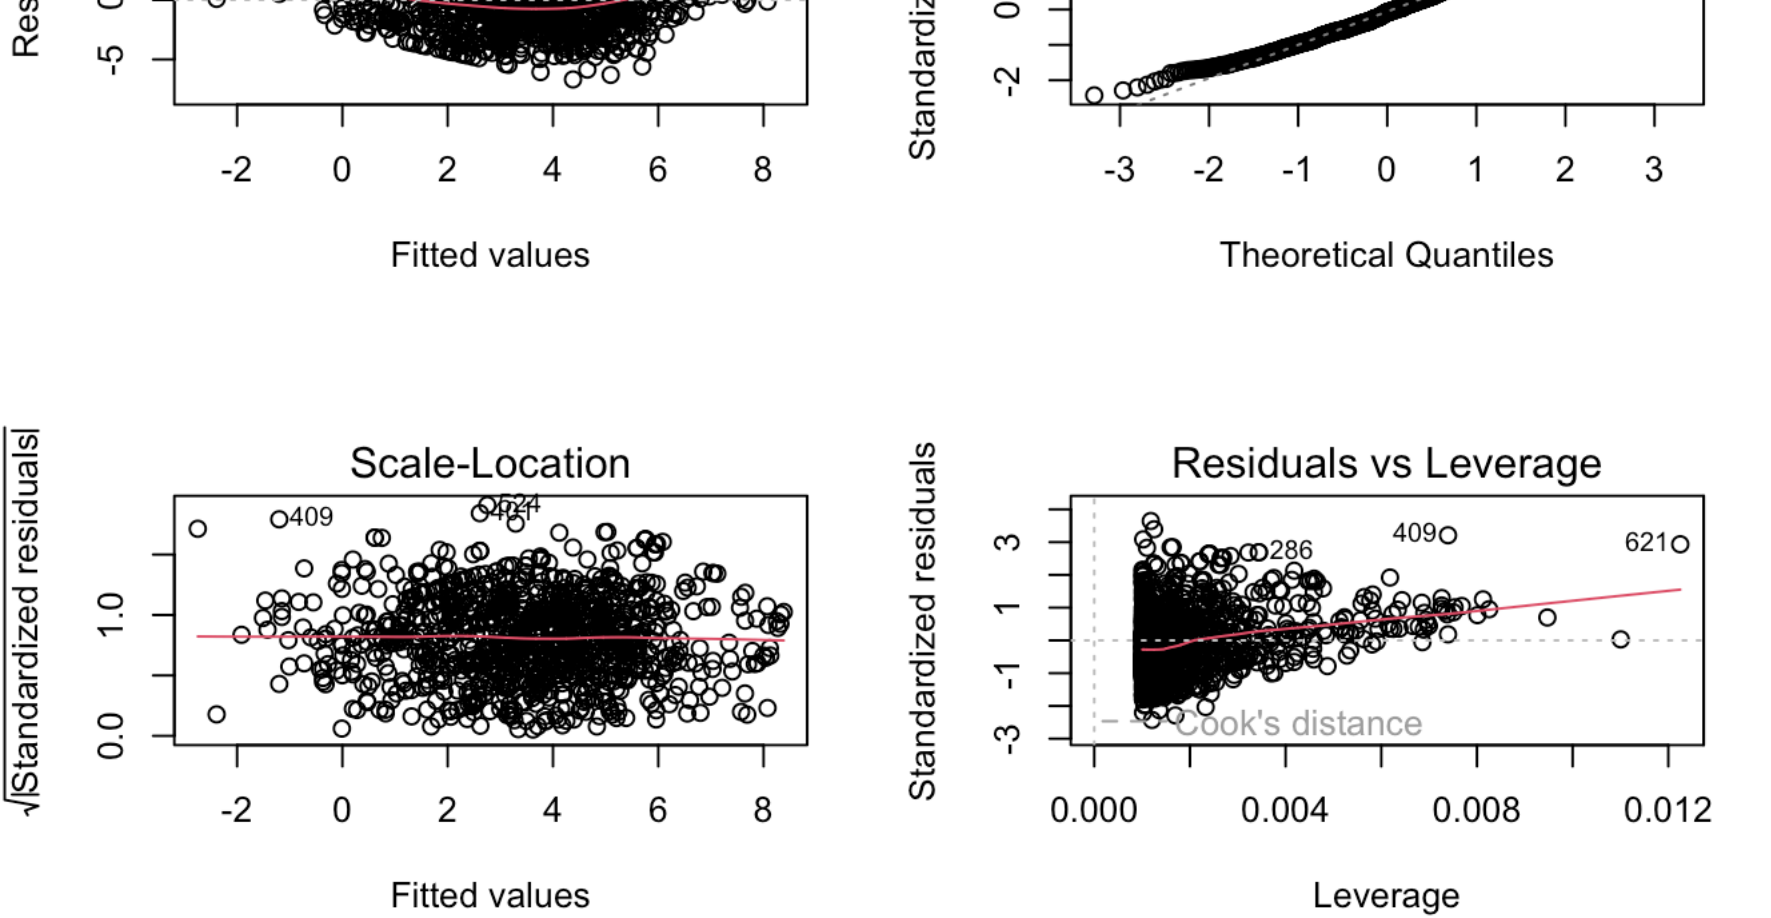 Res
0
-5
-2 0 2 4 6 8
Fitted values
Standardiz
0
-2
-3 -2 -1 0 1 2 3
Theoretical Quantiles
Scale-Location
√|Standardized residuals|
1.0
0.0
409
-2 0 2 4 6 8
Fitted values
Residuals vs Leverage
Standardized residuals
3
1
-1
-3
286
409
621
Cook's distance
0.000 0.004 0.008 0.012
Leverage